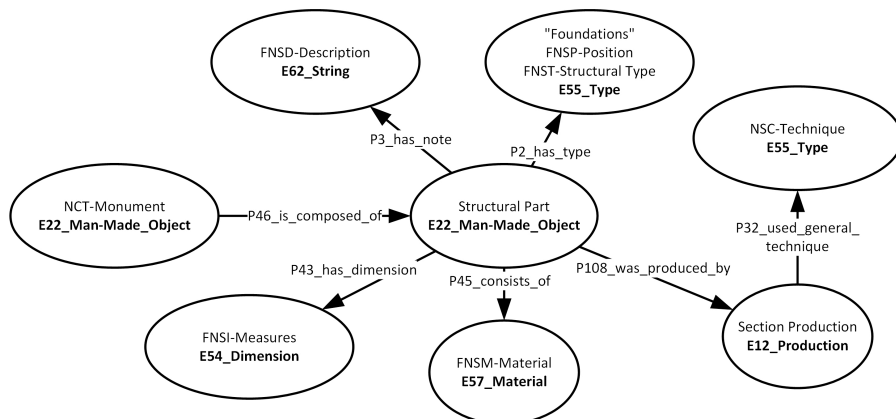 FNSD-Description
E62_String
"Foundations"
FNSP-Position
FNST-Structural Type
E55_Type
NSC-Technique
E55_Type
P3_has_note
P2_has_type
NCT-Monument
E22_Man-Made_Object
P46_is_composed_of
Structural Part
E22_Man-Made_Object
P32_used_general_
technique
P43_has_dimension
P45_consists_of
P108_was_produced_by
FNSI-Measures
E54_Dimension
FNSM-Material
E57_Material
Section Production
E12_Production